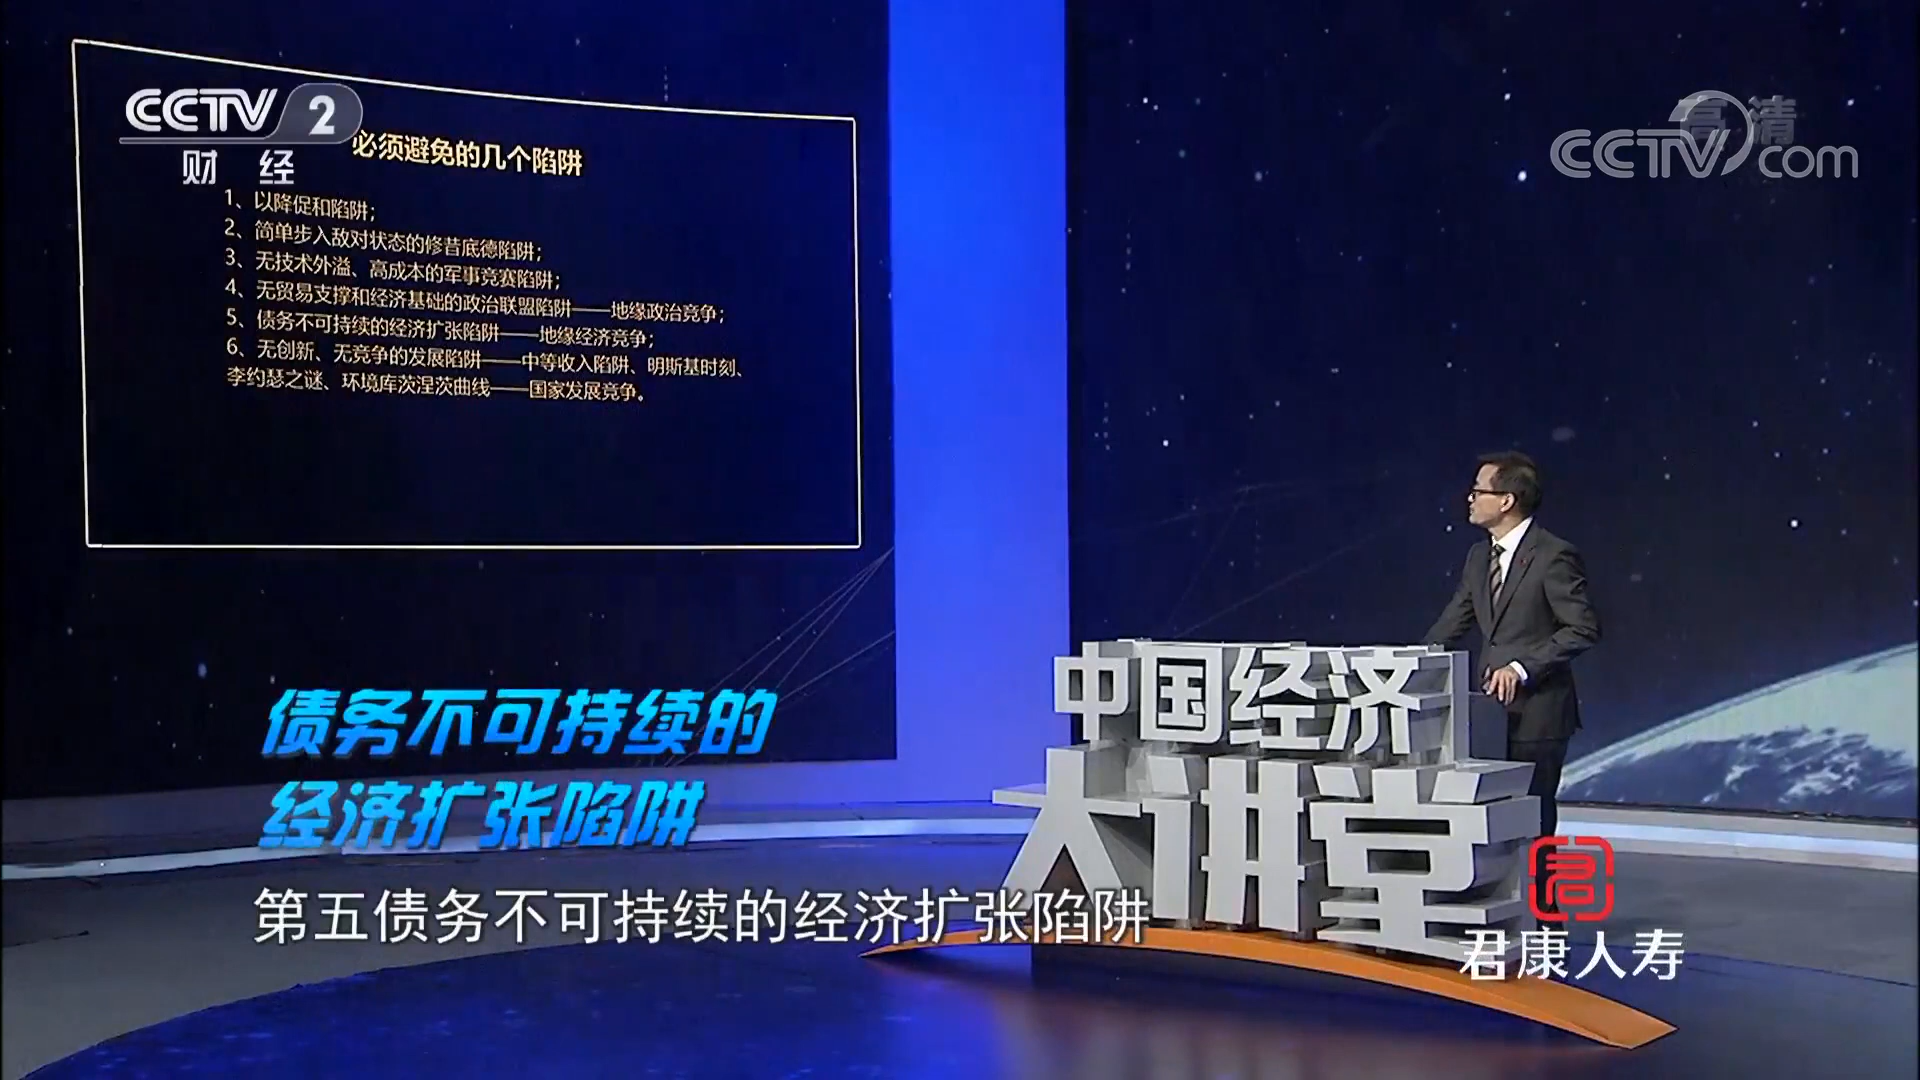 CCTV 2
财 经
高清
CCTV.com
必须避免的几个陷阱
1、以降促和陷阱；
2、简单步入敌对状态的修昔底德陷阱；
3、无技术外溢、高成本的军事竞赛陷阱；
4、无贸易支撑和经济基础的政治联盟陷阱——地缘政治竞争；
5、债务不可持续的经济扩张陷阱——地缘经济竞争；
6、无创新、无竞争的发展陷阱——中等收入陷阱、明斯基时刻、
李约瑟之谜、环境库茨涅茨曲线——国家发展竞争。
中国经济
大讲堂
债务不可持续的
经济扩张陷阱
第五债务不可持续的经济扩张陷阱
君康人寿